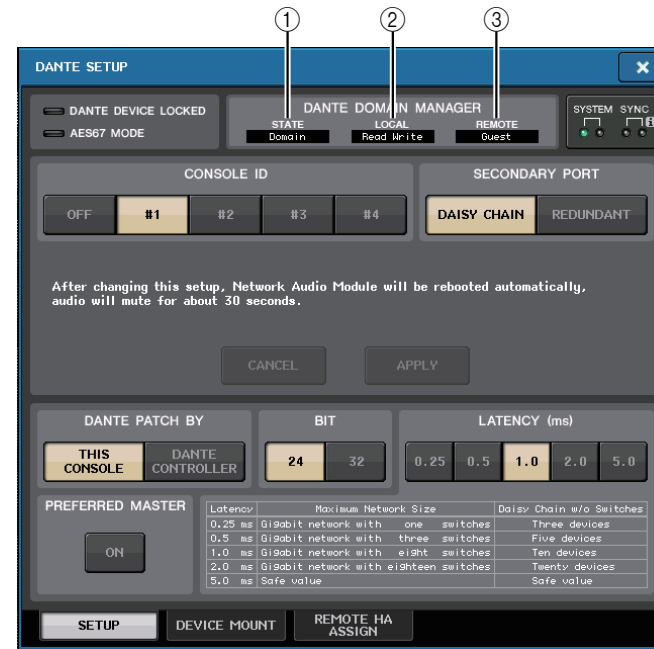 ① ② ③
DANTE SETUP ×
DANTE DEVICE LOCKED
AES67 MODE
DANTE DOMAIN MANAGER
STATE LOCAL REMOTE
Domain Read Write Guest
SYSTEM SYNC
CONSOLE ID
OFF #1 #2 #3 #4
SECONDARY PORT
DAISY CHAIN REDUNDANT
After changing this setup, Network Audio Module will be rebooted automatically,
audio will mute for about 30 seconds.
CANCEL APPLY
DANTE PATCH BY
THIS CONSOLE DANTE CONTROLLER
BIT
24 32
LATENCY (ms)
0.25 0.5 1.0 2.0 5.0
PREFERRED MASTER
ON
Latency Maximum Network Size Daisy Chain w/o Switches
0.25 ms Gigabit network with one switches Three devices
0.5 ms Gigabit network with three switches Five devices
1.0 ms Gigabit network with eight switches Ten devices
2.0 ms Gigabit network with eighteen switches Twenty devices
5.0 ms Safe value Safe value
SETUP DEVICE MOUNT REMOTE HA ASSIGN